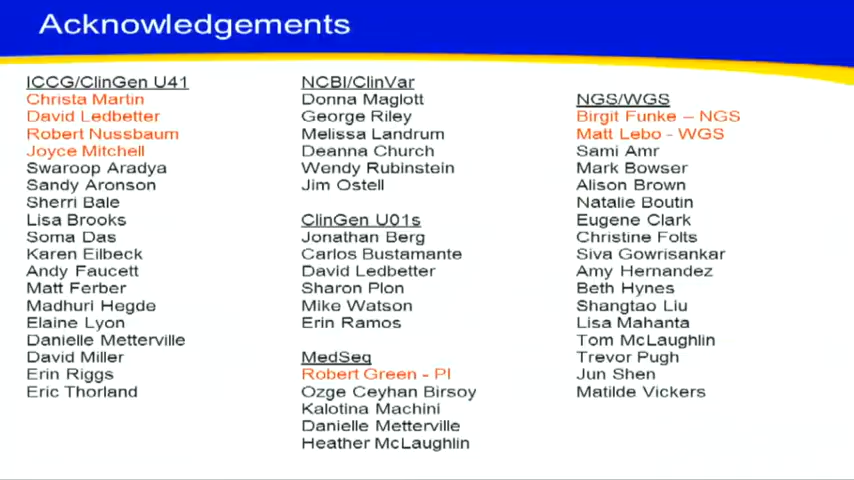 Acknowledgements
ICCG/ClinGen U41
Christa Martin
David Ledbetter
Robert Nussbaum
Joyce Mitchell
Swaroop Aradya
Sandy Aronson
Sherri Bale
Lisa Brooks
Soma Das
Karen Eilbeck
Andy Faucett
Matt Ferber
Madhuri Hegde
Elaine Lyon
Danielle Metterville
David Miller
Erin Riggs
Eric Thorland
NCBI/ClinVar
Donna Maglott
George Riley
Melissa Landrum
Deanna Church
Wendy Rubinstein
Jim Ostell
ClinGen U01s
Jonathan Berg
Carlos Bustamante
David Ledbetter
Sharon Plon
Mike Watson
Erin Ramos
MedSeq
Robert Green - PI
Ozge Ceyhan Birsoy
Kalotina Machini
Danielle Metterville
Heather McLaughlin
NGS/WGS
Birgit Funke – NGS
Matt Lebo - WGS
Sami Amr
Mark Bowser
Alison Brown
Natalie Boutin
Eugene Clark
Christine Folts
Siva Gowrisankar
Amy Hernandez
Beth Hynes
Shangtao Liu
Lisa Mahanta
Tom McLaughlin
Trevor Pugh
Jun Shen
Matilde Vickers